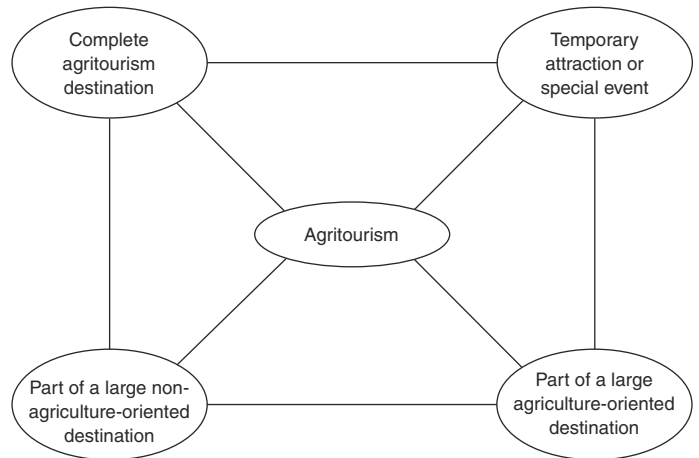 Complete
agritourism
destination
Temporary
attraction or
special event
Agritourism
Part of a large non-
agriculture-oriented
destination
Part of a large
agriculture-oriented
destination